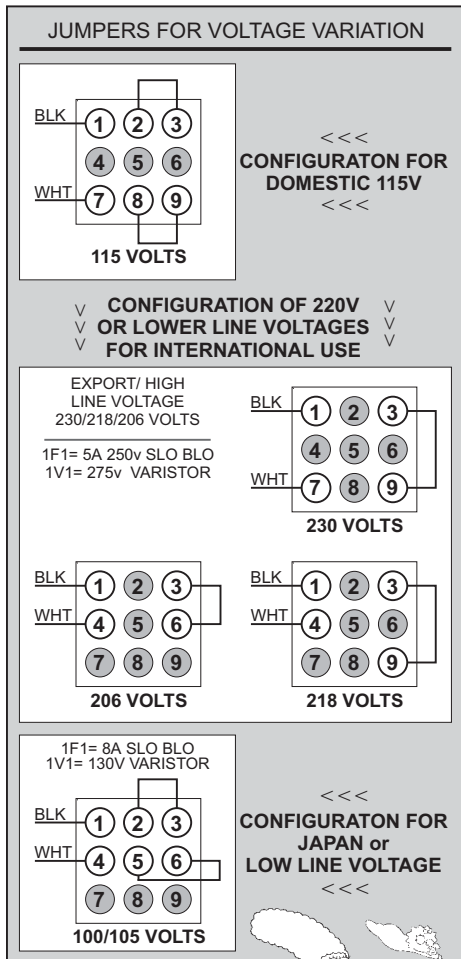 JUMPERS FOR VOLTAGE VARIATION
BLK
1 2 3
4 5 6
WHT
7 8 9
115 VOLTS
<<<
CONFIGURATON FOR
DOMESTIC 115V
<<<
CONFIGURATION OF 220V
OR LOWER LINE VOLTAGES
FOR INTERNATIONAL USE
EXPORT/ HIGH
LINE VOLTAGE
230/218/206 VOLTS
1F1= 5A 250v SLO BLO
1V1= 275v VARISTOR
BLK
1 2 3
4 5 6
WHT
7 8 9
230 VOLTS
BLK
1 2 3
WHT
4 5 6
7 8 9
206 VOLTS
BLK
1 2 3
WHT
4 5 6
7 8 9
218 VOLTS
1F1= 8A SLO BLO
1V1= 130V VARISTOR
BLK
1 2 3
WHT
4 5 6
7 8 9
100/105 VOLTS
<<<
CONFIGURATON FOR
JAPAN or
LOW LINE VOLTAGE
<<<